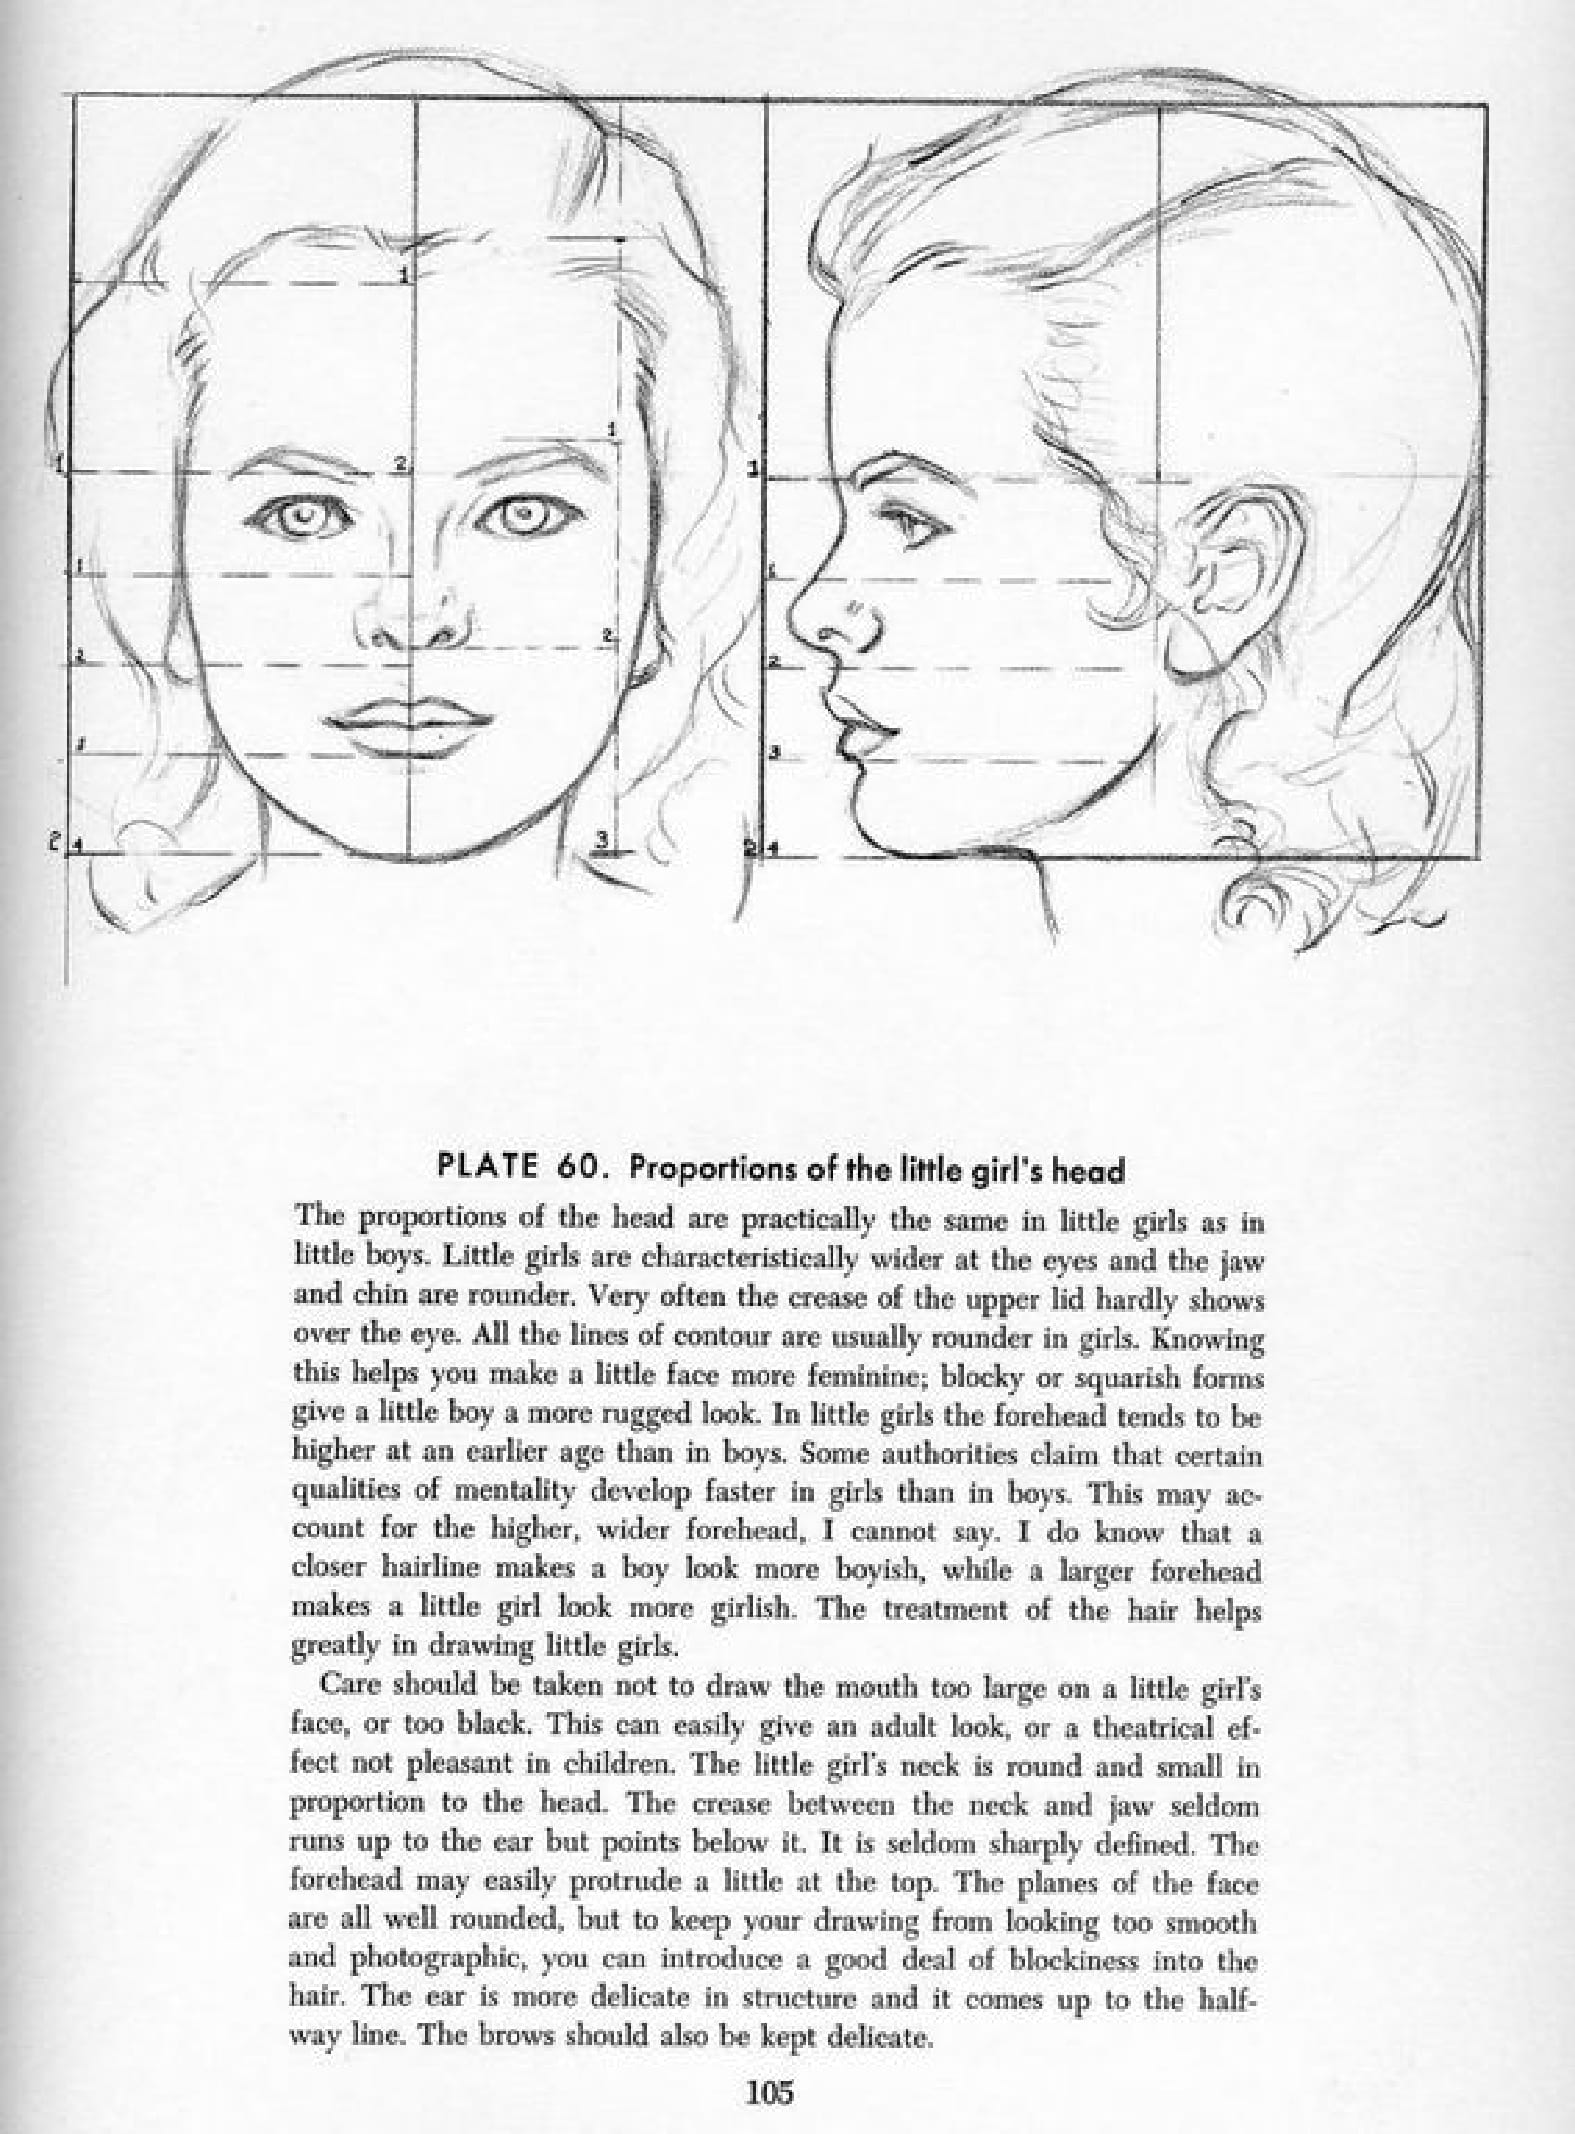 1
1
2
1
1
1
1
1
2
2
2
2
1
3
2 4
3
2 4
PLATE 60. Proportions of the little girl's head
The proportions of the head are practically the same in little girls as in
little boys. Little girls are characteristically wider at the eyes and the jaw
and chin are rounder. Very often the crease of the upper lid hardly shows
over the eye. All the lines of contour are usually rounder in girls. Knowing
this helps you make a little face more feminine; blocky or squarish forms
give a little boy a more rugged look. In little girls the forehead tends to be
higher at an earlier age than in boys. Some authorities claim that certain
qualities of mentality develop faster in girls than in boys. This may ac-
count for the higher, wider forehead, I cannot say. I do know that a
closer hairline makes a boy look more boyish, while a larger forehead
makes a little girl look more girlish. The treatment of the hair helps
greatly in drawing little girls.
Care should be taken not to draw the mouth too large on a little girl's
face, or too black. This can easily give an adult look, or a theatrical ef-
fect not pleasant in children. The little girl's neck is round and small in
proportion to the head. The crease between the neck and jaw seldom
runs up to the ear but points below it. It is seldom sharply defined. The
forehead may easily protrude a little at the top. The planes of the face
are all well rounded, but to keep your drawing from looking too smooth
and photographic, you can introduce a good deal of blockiness into the
hair. The ear is more delicate in structure and it comes up to the half-
way line. The brows should also be kept delicate.
105